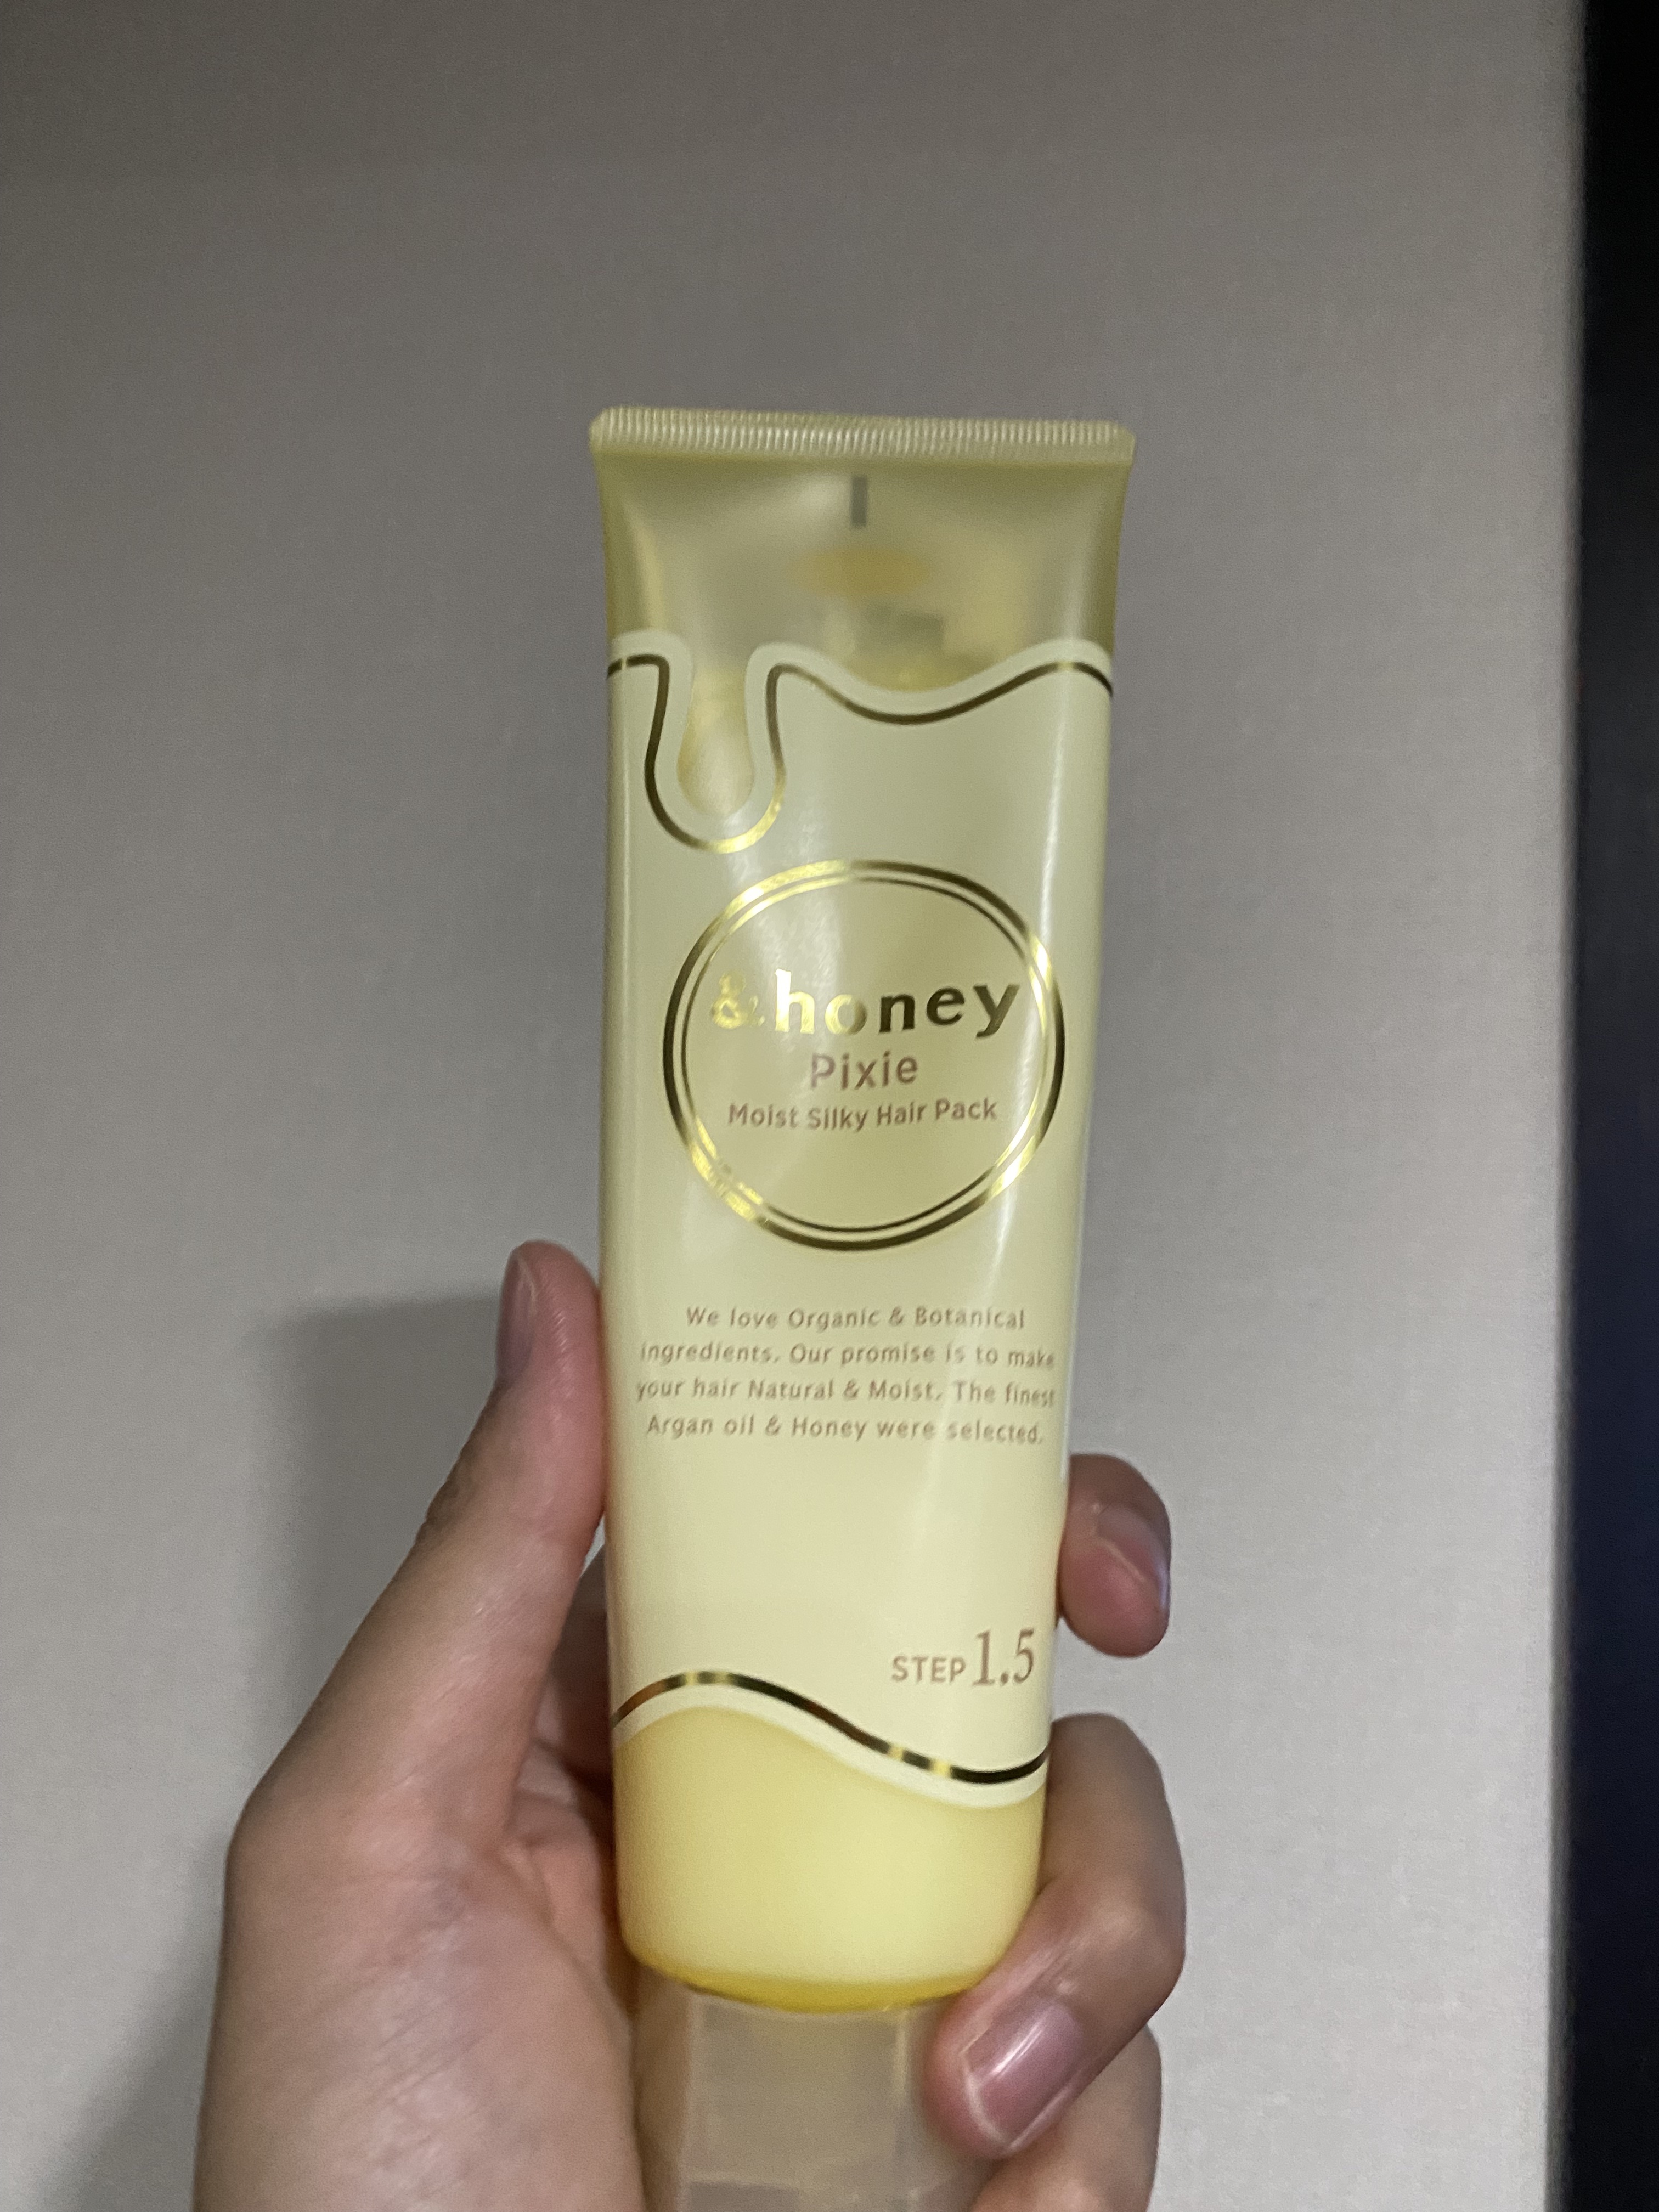 &honey
Pixie
Moist Silky Hair Pack
We love Organic & Botanical
ingredients. Our promise is to make
your hair Natural & Moist. The finest
Argan oil & Honey were selected.
STEP 1.5